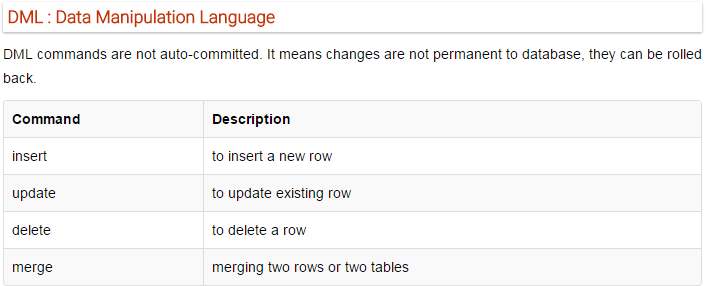 DML : Data Manipulation Language
DML commands are not auto-committed. It means changes are not permanent to database, they can be rolled
back.
Command Description
insert to insert a new row
update to update existing row
delete to delete a row
merge merging two rows or two tables